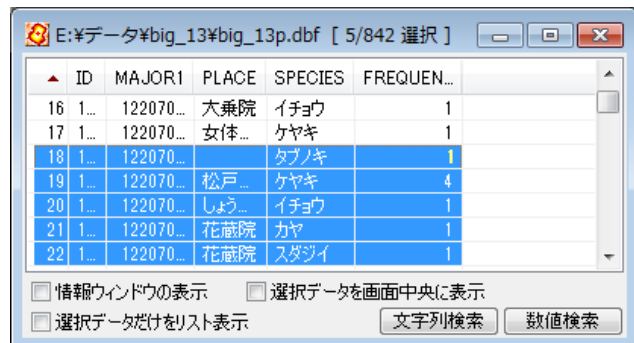 E:¥データ¥big_13¥big_13p.dbf [ 5/842 選択 ]
ID MAJOR1 PLACE SPECIES FREQUEN...
16 1... 122070... 大乗院 イチョウ 1
17 1... 122070... 女体... ケヤキ 1
18 1... 122070... タブノキ 1
19 1... 122070... 松戸... ケヤキ 4
20 1... 122070... しょう... イチョウ 1
21 1... 122070... 花蔵院 カヤ 1
22 1... 122070... 花蔵院 スダジイ 1
情報ウィンドウの表示 選択データを画面中央に表示
選択データだけをリスト表示 文字列検索 数値検索